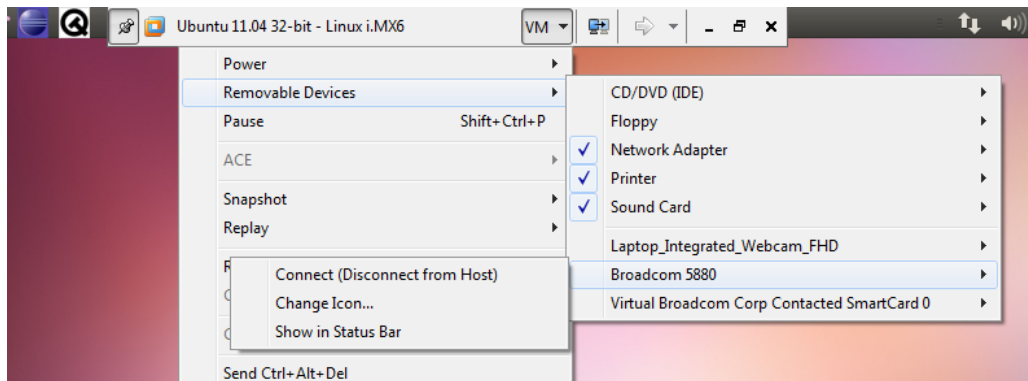 Ubuntu 11.04 32-bit - Linux i.MX6 VM
Power
Removable Devices
Pause Shift+Ctrl+P
ACE
Snapshot
Replay
CD/DVD (IDE)
Floppy
Network Adapter
Printer
Sound Card
Laptop_Integrated_Webcam_FHD
Broadcom 5880
Virtual Broadcom Corp Contacted SmartCard 0
Connect (Disconnect from Host)
Change Icon...
Show in Status Bar
Send Ctrl+Alt+Del